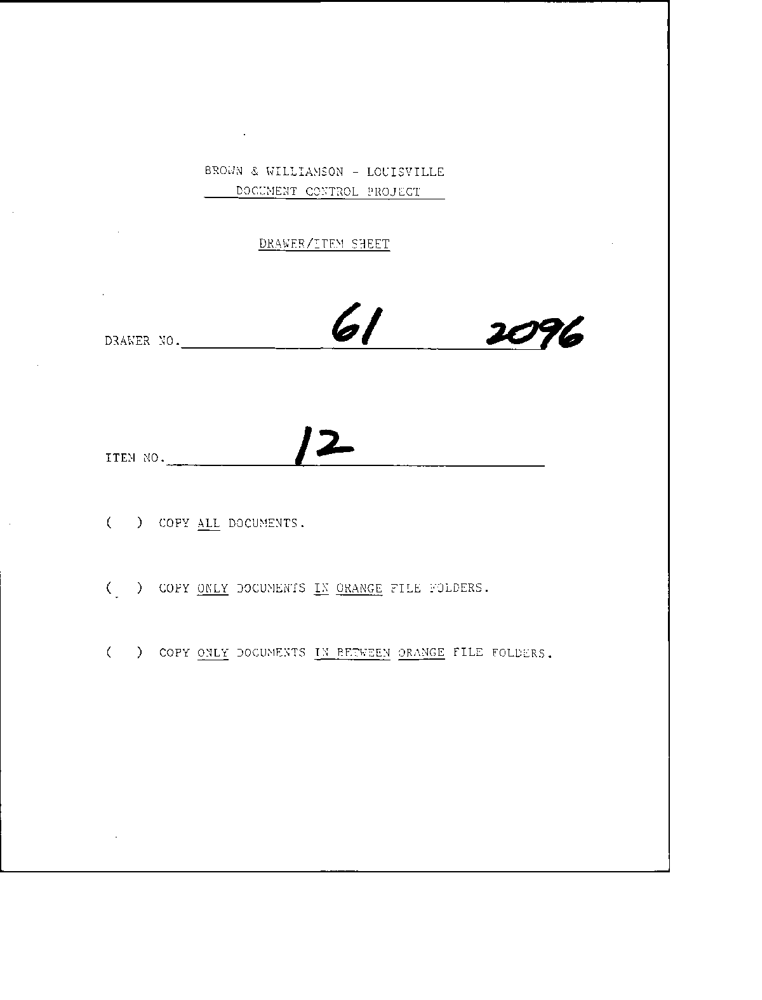 BROWN & WILLIAMSON - LOUISVILLE
DOCUMENT CONTROL PROJECT
DRAWER/ITEM SHEET
DRAWER NO. 61 2096
ITEM NO. 12
( ) COPY ALL DOCUMENTS.
( ) COPY ONLY DOCUMENTS IN ORANGE FILE FOLDERS.
( ) COPY ONLY DOCUMENTS IN BETWEEN ORANGE FILE FOLDERS.